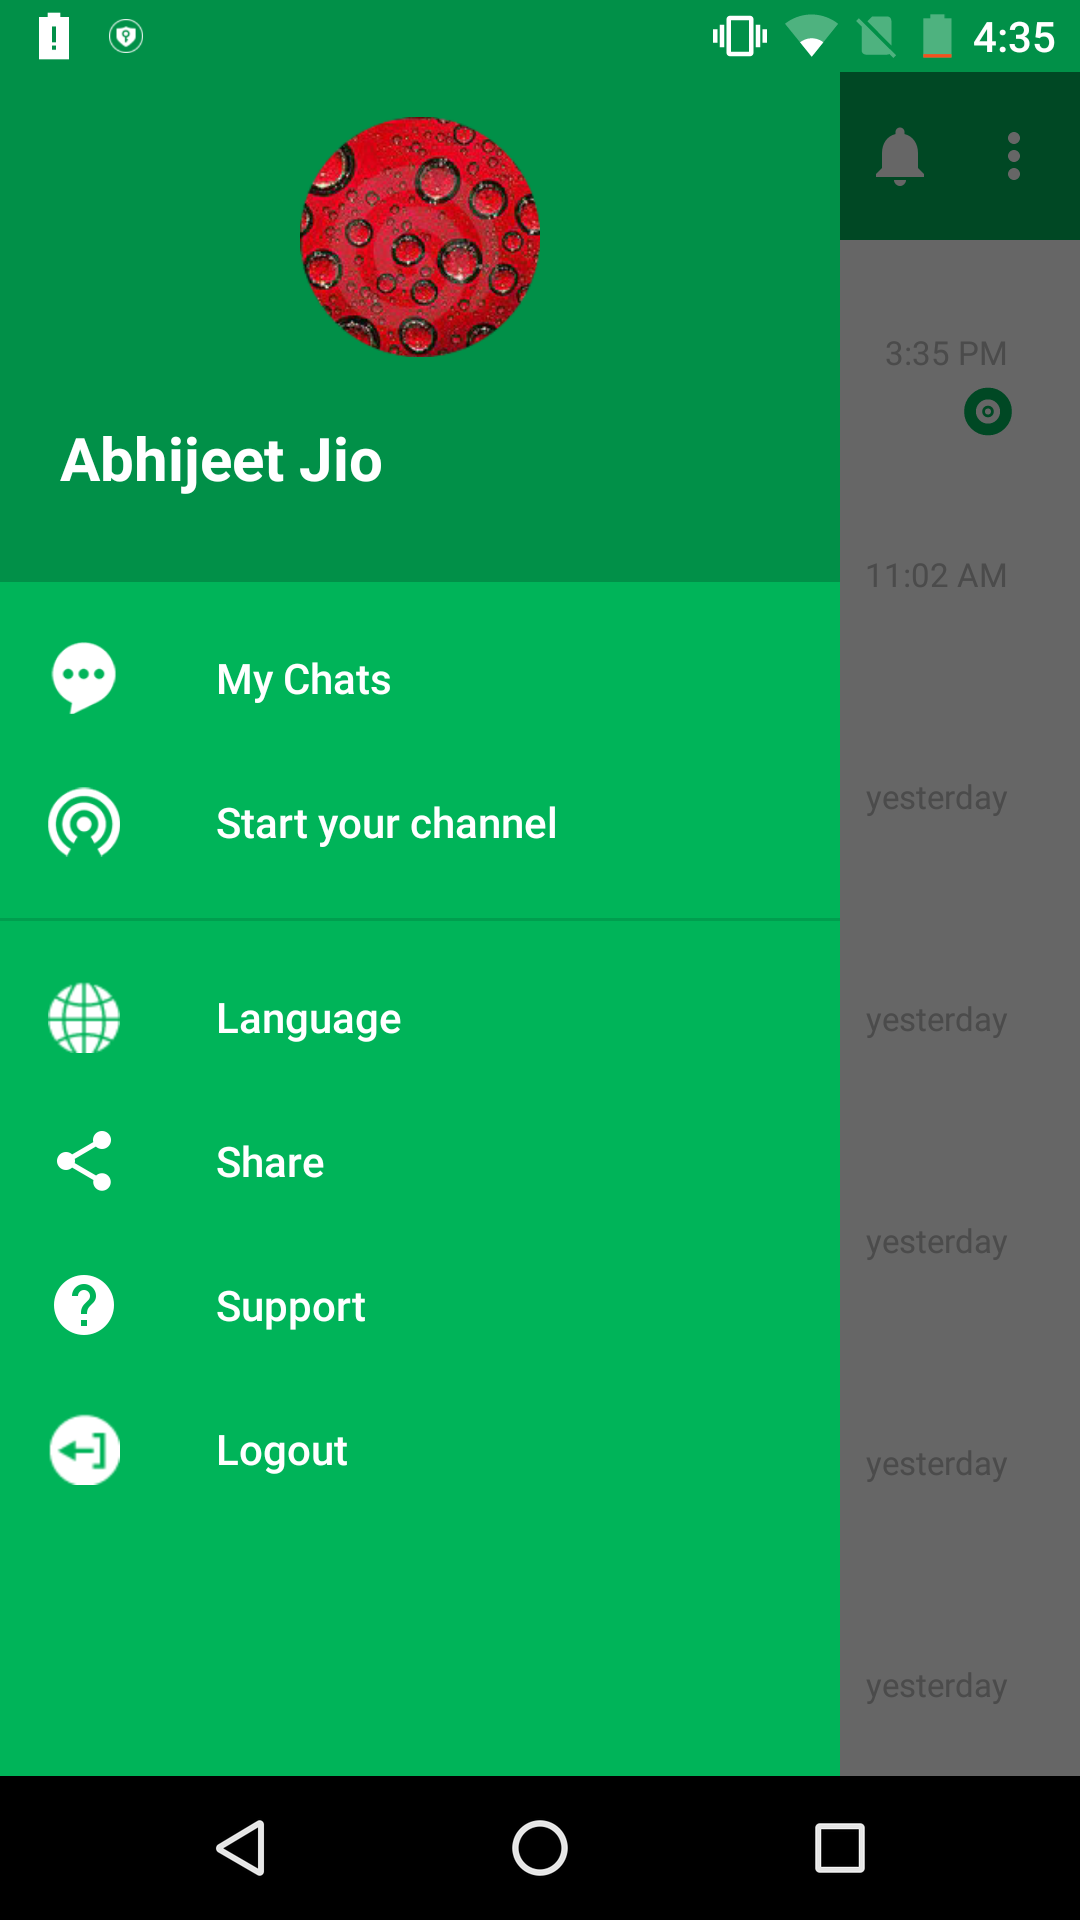 4:35
3:35 PM
Abhijeet Jio
11:02 AM
My Chats
yesterday
Start your channel
Language
yesterday
Share
yesterday
Support
Logout
yesterday
yesterday